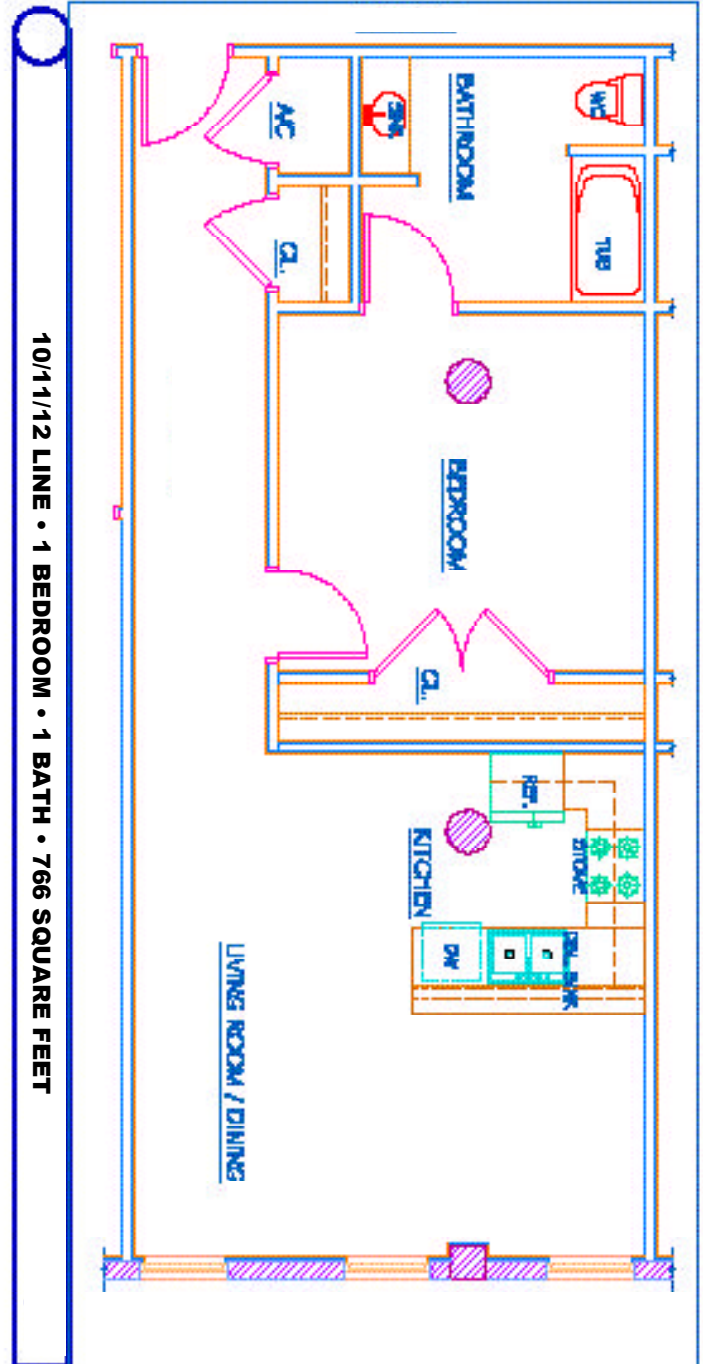 WC
SINK
BATHROOM
A/C
TUB
CL.
BEDROOM
CL.
REF.
STOVE
KITCHEN
DW
DBL. SINK
LIVING ROOM / DINING
10/11/12 LINE • 1 BEDROOM • 1 BATH • 766 SQUARE FEET